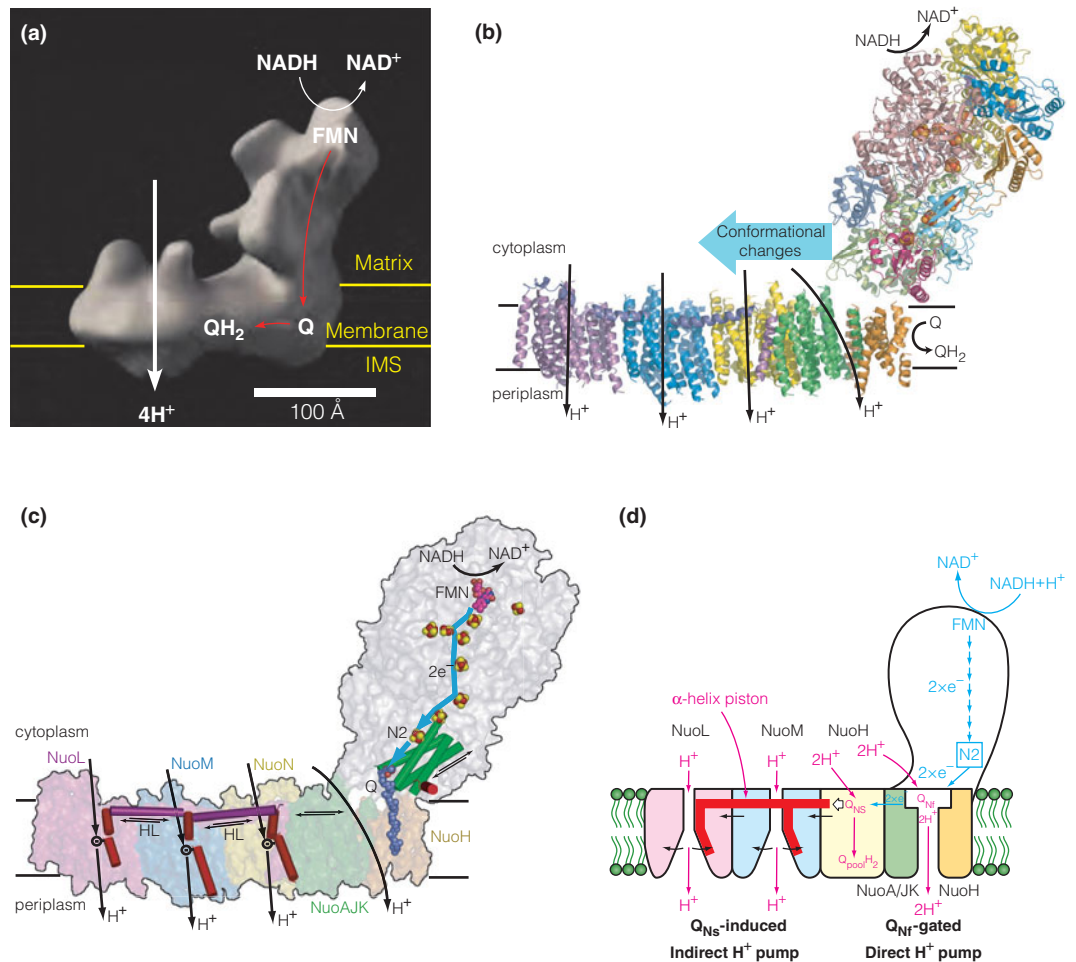 (a)
NADH
NAD+
FMN
Matrix
QH2
Q
Membrane
IMS
4H+
100 Å
(b)
NAD+
NADH
Conformational
changes
cytoplasm
Q
QH2
periplasm
H+
H+
H+
H+
(c)
NADH
NAD+
FMN
2e−
cytoplasm
N2
NuoL
NuoM
NuoN
Q
HL
HL
NuoH
NuoAJK
periplasm
H+
H+
H+
H+
(d)
NAD+
NADH+H+
FMN
2×e−
α-helix piston
NuoL
NuoM
NuoH
N2
H+
H+
2H+
2H+
2×e−
QNS
2×e
QNf
2H+
QpoolH2
NuoA/JK
NuoH
H+
H+
2H+
QNs-induced
Indirect H+ pump
QNf-gated
Direct H+ pump